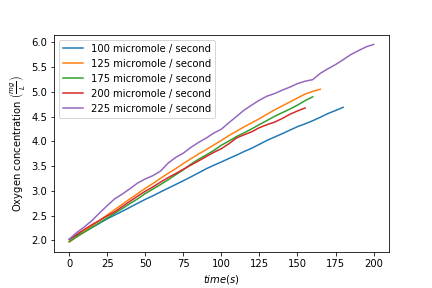 6.0
5.5
5.0
4.5
4.0
3.5
3.0
2.5
2.0
Oxygen concentration (mg/L)
100 micromole / second
125 micromole / second
175 micromole / second
200 micromole / second
225 micromole / second
0 25 50 75 100 125 150 175 200
time(s)